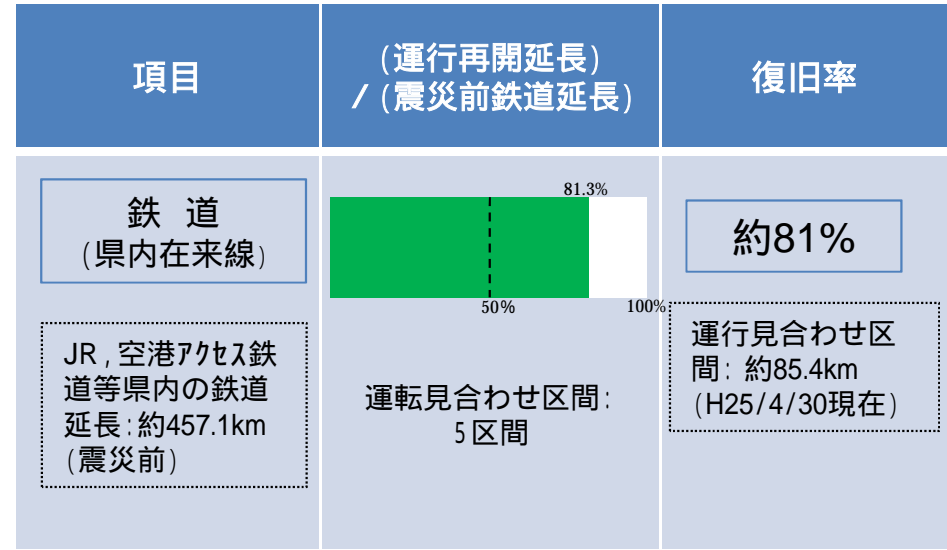 項目
(運行再開延長)
/(震災前鉄道延長)
復旧率
鉄 道
(県内在来線)
JR,空港アクセス鉄
道等県内の鉄道
延長:約457.1km
(震災前)
81.3%
50%
100%
運転見合わせ区間:
5区間
約81%
運行見合わせ区
間:約85.4km
(H25/4/30現在)